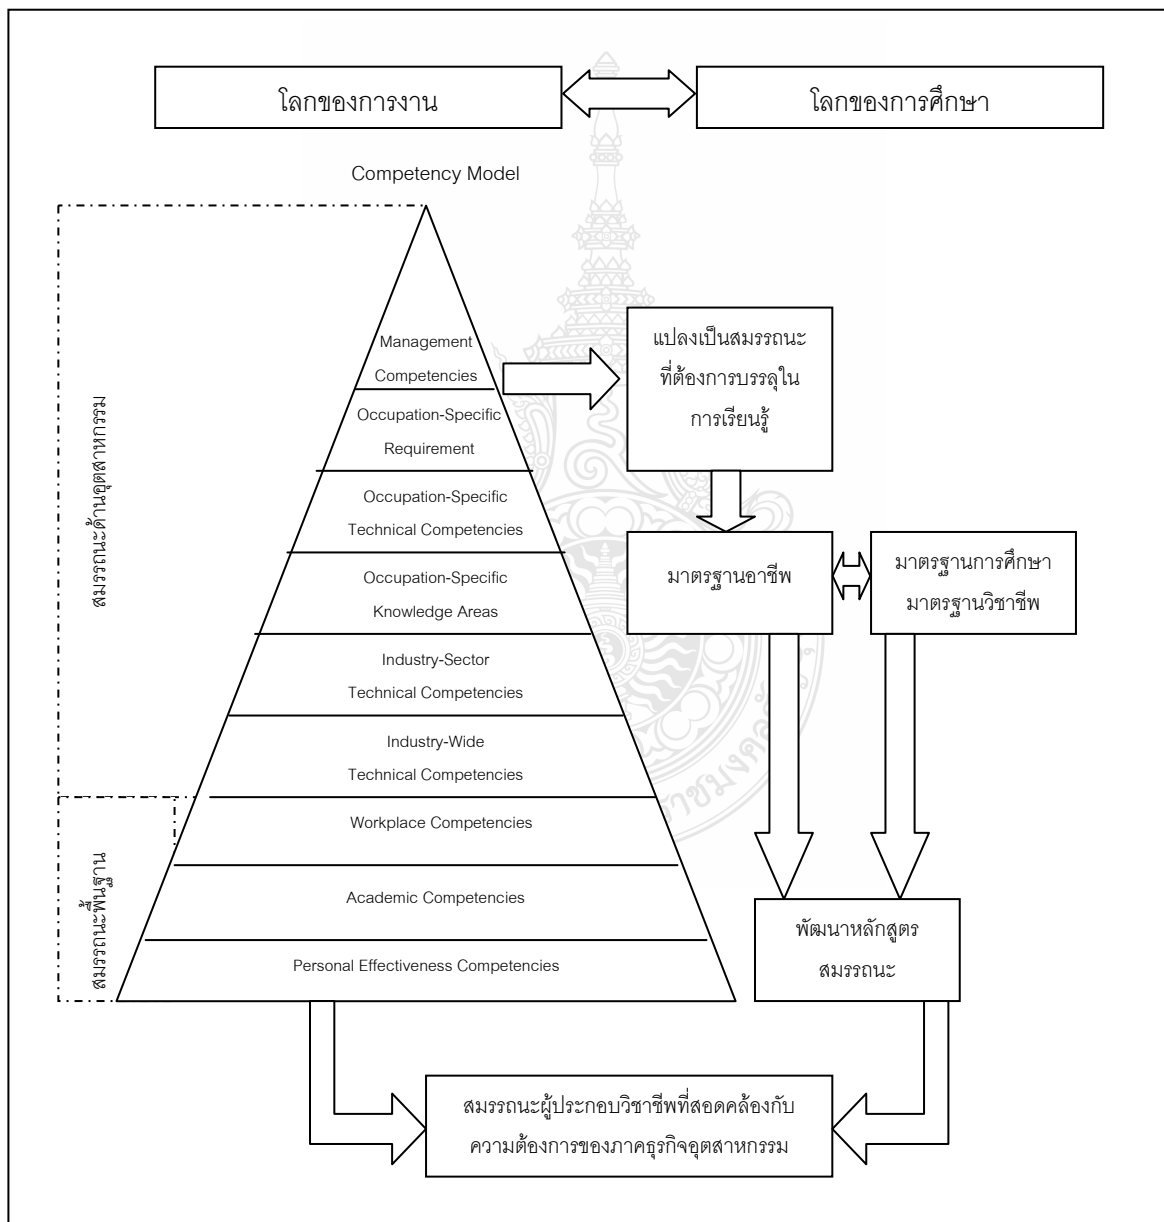 โลกของการงาน
โลกของการศึกษา
Competency Model
สมรรถนะด้านอุตสาหกรรม
สมรรถนะพื้นฐาน
Management
Competencies
Occupation-Specific
Requirement
Occupation-Specific
Technical Competencies
Occupation-Specific
Knowledge Areas
Industry-Sector
Technical Competencies
Industry-Wide
Technical Competencies
Workplace Competencies
Academic Competencies
Personal Effectiveness Competencies
แปลงเป็นสมรรถนะ
ที่ต้องการบรรลุใน
การเรียนรู้
มาตรฐานอาชีพ
มาตรฐานการศึกษา
มาตรฐานวิชาชีพ
พัฒนาหลักสูตร
สมรรถนะ
สมรรถนะผู้ประกอบวิชาชีพที่สอดคล้องกับ
ความต้องการของภาคธุรกิจอุตสาหกรรม